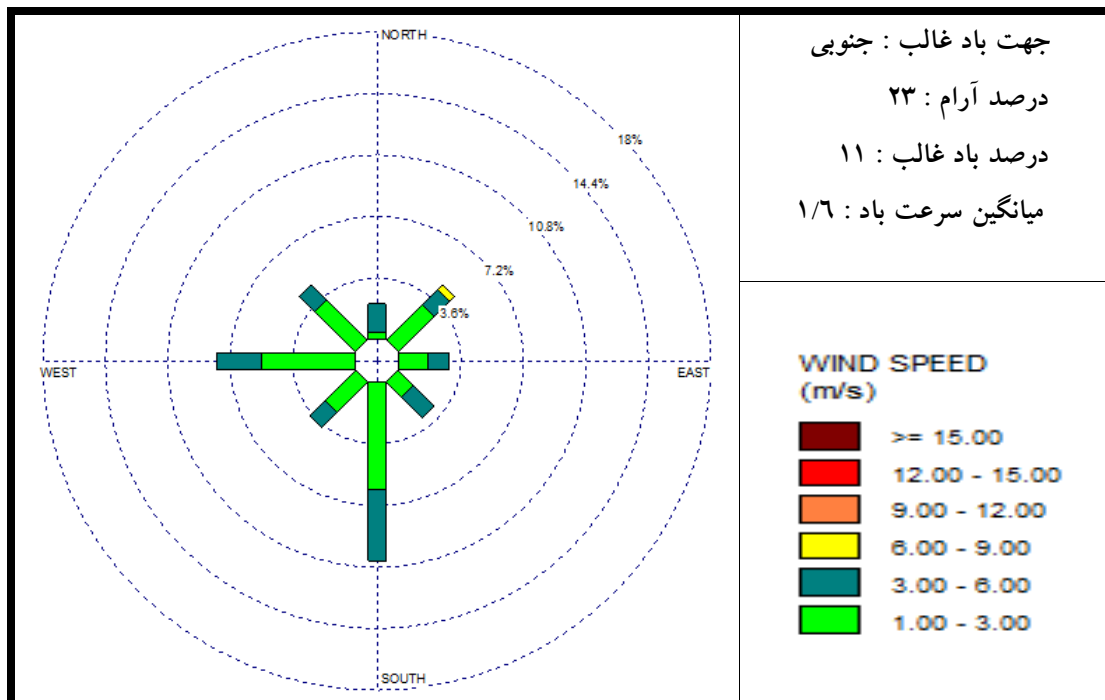 NORTH
18%
14.4%
10.8%
7.2%
3.6%
WEST
EAST
SOUTH
جهت باد غالب : جنوبی
درصد آرام : ۲۳
درصد باد غالب : ۱۱
میانگین سرعت باد : ۱/٦
WIND SPEED
(m/s)
>= 15.00
12.00 - 15.00
9.00 - 12.00
6.00 - 9.00
3.00 - 6.00
1.00 - 3.00